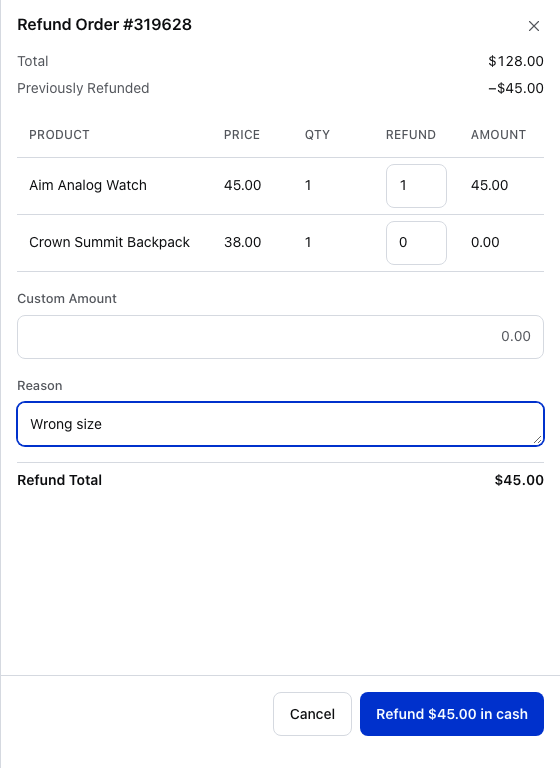 Refund Order #319628
Total $128.00
Previously Refunded –$45.00
PRODUCT PRICE QTY REFUND AMOUNT
Aim Analog Watch 45.00 1 1 45.00
Crown Summit Backpack 38.00 1 0 0.00
Custom Amount
0.00
Reason
Wrong size
Refund Total $45.00
Cancel Refund $45.00 in cash